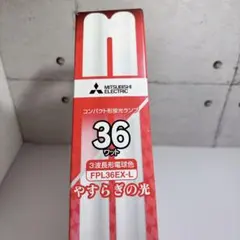 MITSUBISHI
ELECTRIC
コンパクト形蛍光ランプ
36
ワット
3波長形電球色
FPL36EX-L
やすらぎの光